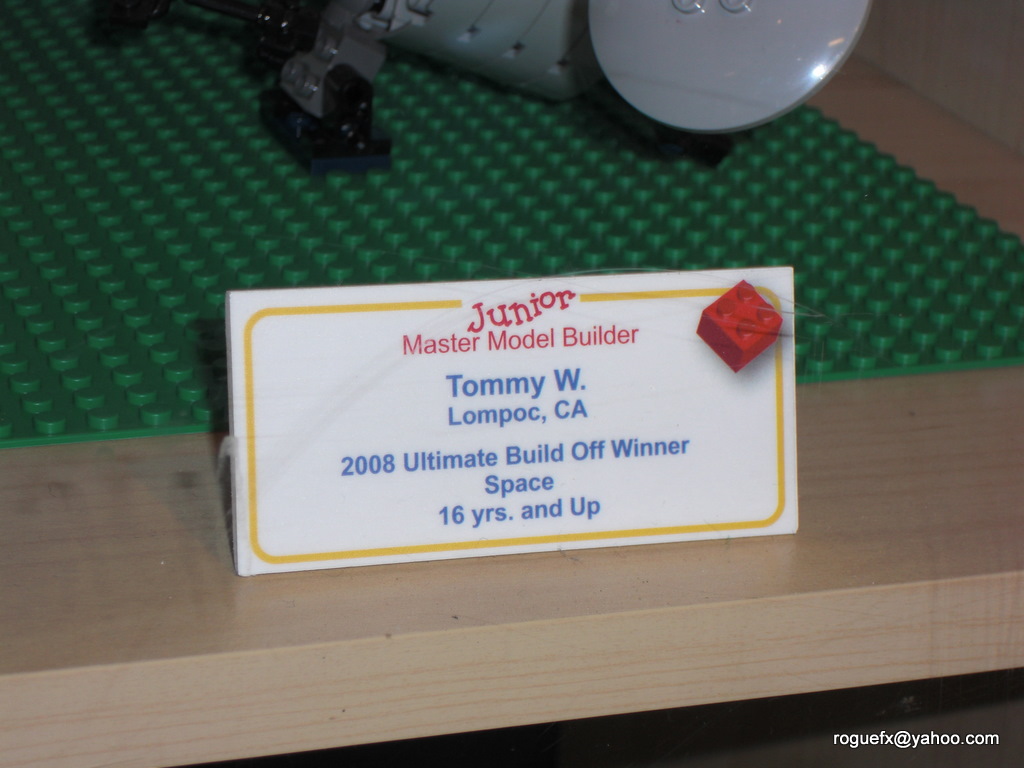 Junior
Master Model Builder
Tommy W.
Lompoc, CA
2008 Ultimate Build Off Winner
Space
16 yrs. and Up
roguefx@yahoo.com